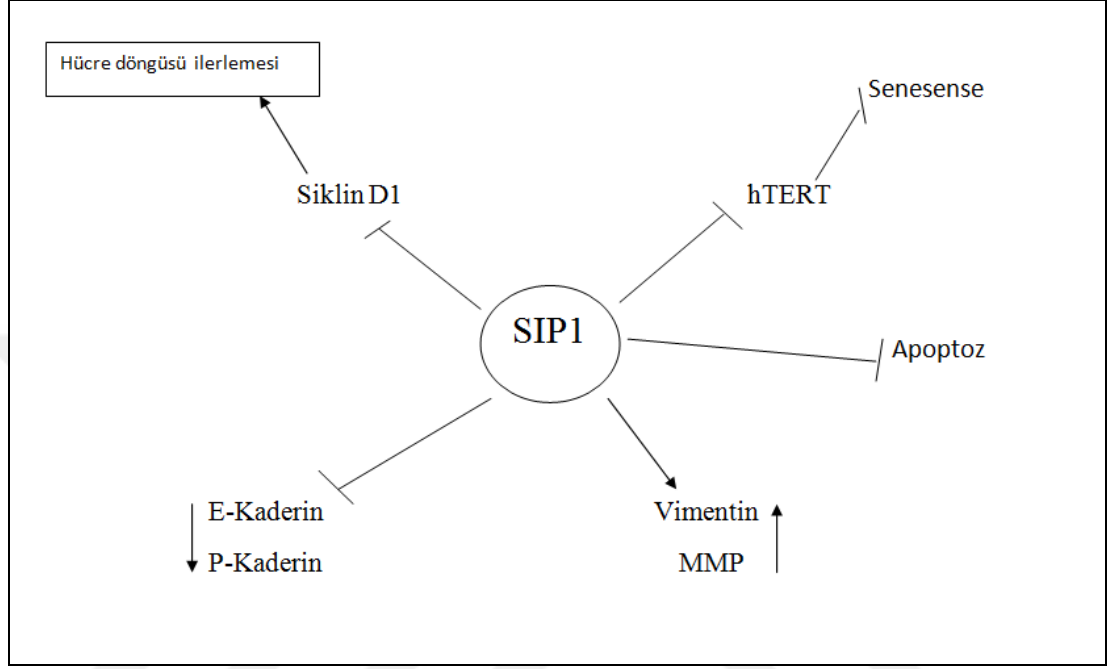 Hücre döngüsü ilerlemesi
Senesense
Siklin D1
hTERT
SIP1
Apoptoz
E-Kaderin
Vimentin
P-Kaderin
MMP